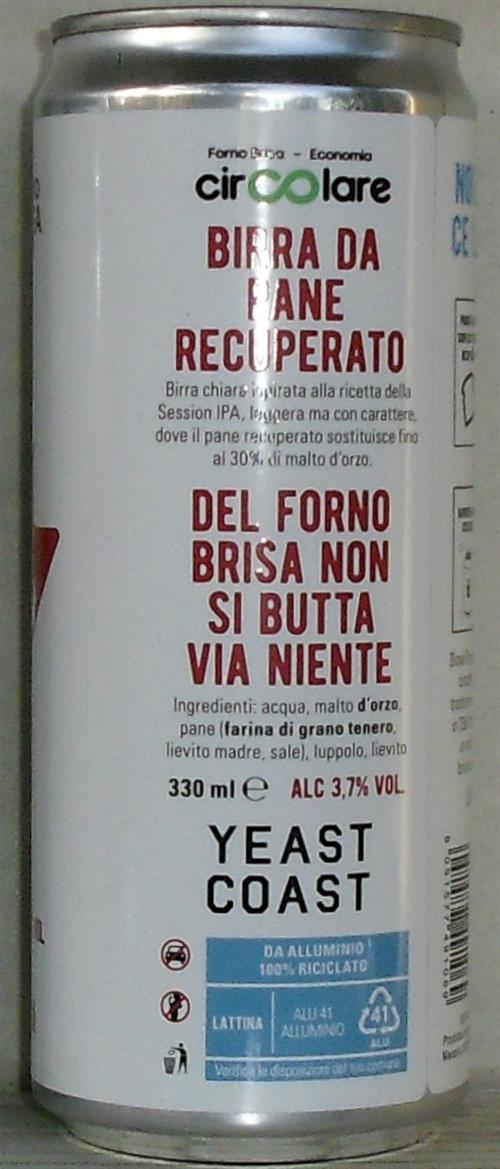 Forno Brisa - Economia
circolare
BIRRA DA
PANE
RECUPERATO
Birra chiara ispirata alla ricetta della
Session IPA, leggera ma con carattere,
dove il pane recuperato sostituisce fino
al 30% di malto d'orzo.
DEL FORNO
BRISA NON
SI BUTTA
VIA NIENTE
Ingredienti: acqua, malto d'orzo,
pane (farina di grano tenero,
lievito madre, sale), luppolo, lievito
330 ml ℮ ALC 3,7% VOL.
YEAST
COAST
DA ALLUMINIO
100% RICICLATO
LATTINA
ALU 41
ALLUMINIO
41
ALU
Verifica le disposizioni del tuo comune